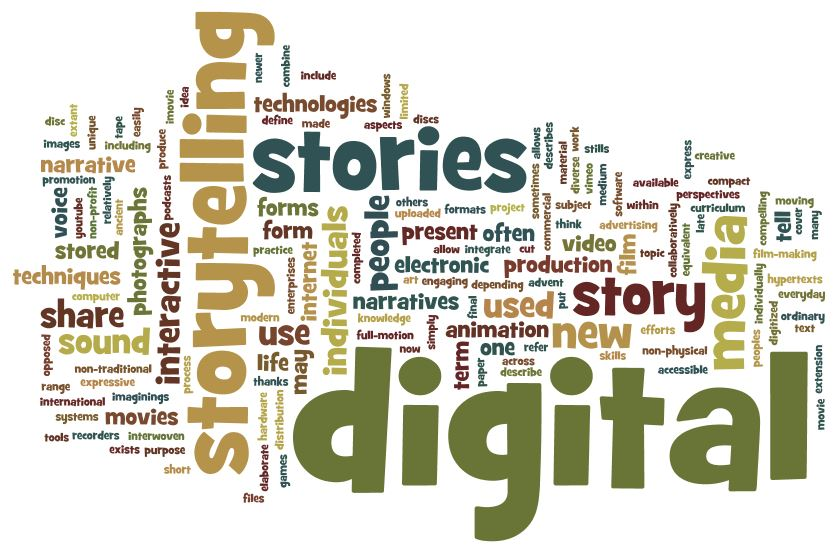 digital
storytelling
stories
story
media
new
individuals
people
interactive
used
use
share
sound
technologies
narrative
voice
photographs
stored
techniques
forms
form
present
often
electronic
production
video
film
narratives
animation
one
term
internet
life
may
movies
tell
newer
combine
include
idea
imovie
windows
limited
define
made
aspects
discs
disc
extant
unique
tape
easily
images
including
produce
promotion
youtube
non-profit
relatively
ancient
podcasts
computer
opposed
non-traditional
range
expressive
process
international
imaginings
systems
tools
recorders
interwoven
exists
purpose
short
files
elaborate
games
hardware
distribution
thanks
modern
practice
enterprises
completed
others
uploaded
formats
project
allow
integrate
cut
art
engaging
depending
advent
knowledge
final
put
full-motion
now
simply
refer
paper
across
describe
skills
efforts
non-physical
accessible
sometimes
allows
describes
commercial
material
diverse
work
vimeo
stills
medium
software
subject
think
within
available
advertising
topic
collaboratively
equivalent
late
express
creative
compact
perspectives
curriculum
compelling
moving
cover
many
film-making
hypertexts
everyday
individually
digitized
ordinary
text
peoples
movie
extension